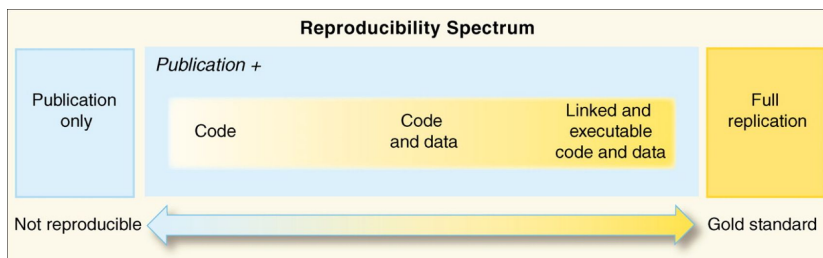 Reproducibility Spectrum
Publication
only
Publication +
Code
Code
and data
Linked and
executable
code and data
Full
replication
Not reproducible
Gold standard